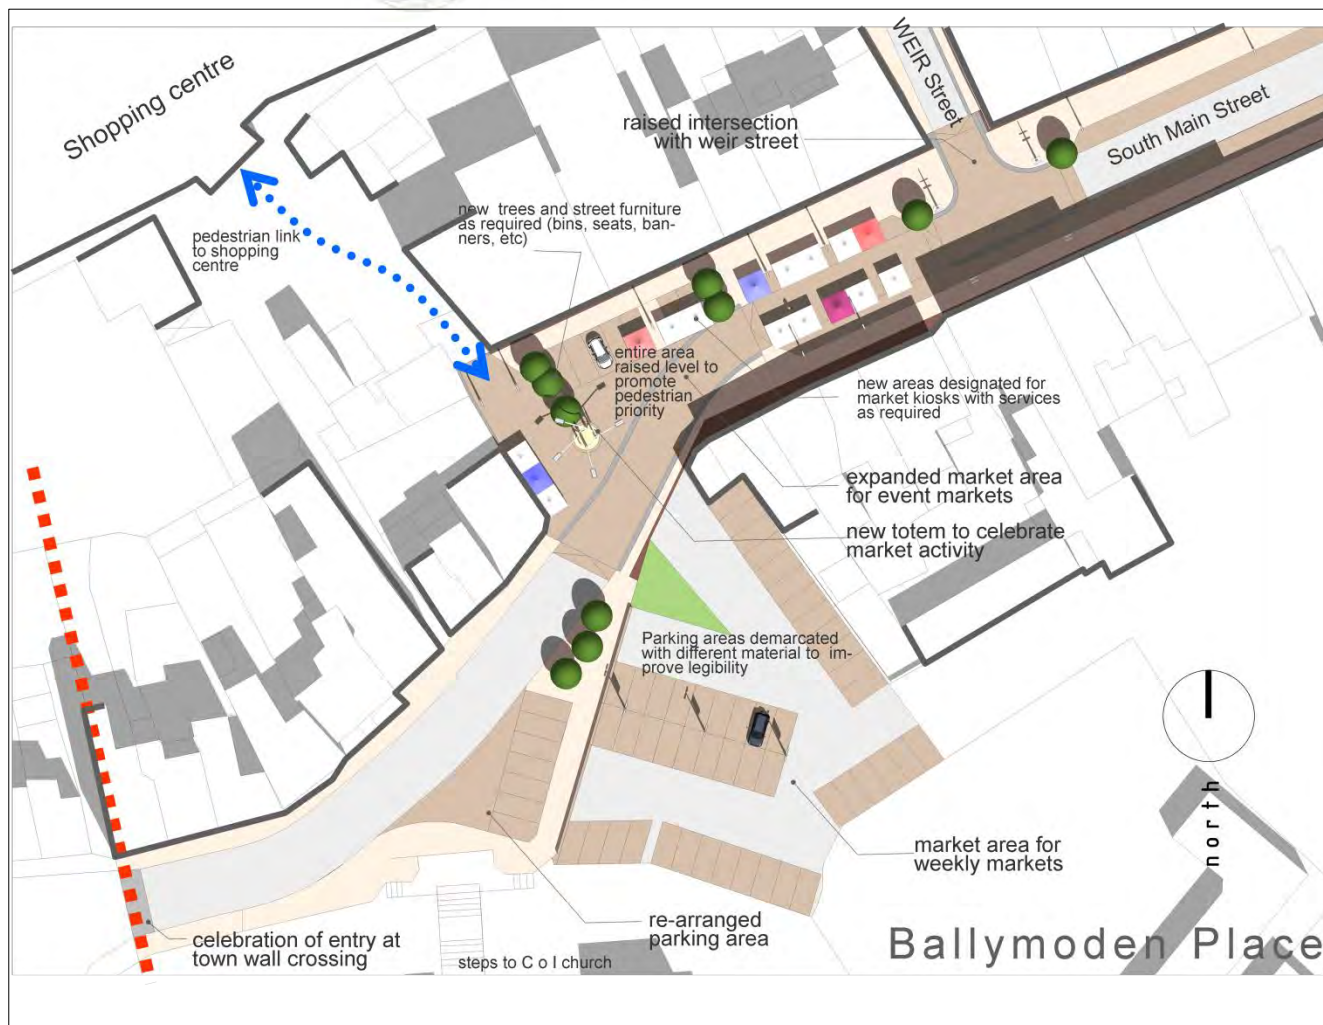 Shopping centre
WEIR Street
South Main Street
raised intersection
with weir street
new trees and street furniture
as required (bins, seats, ban-
ners, etc)
pedestrian link
to shopping
centre
entire area
raised level to
promote
pedestrian
priority
new areas designated for
market kiosks with services
as required
expanded market area
for event markets
new totem to celebrate
market activity
Parking areas demarcated
with different material to im-
prove legibility
north
market area for
weekly markets
re-arranged
parking area
celebration of entry at
town wall crossing
steps to C o I church
Ballymoden Place